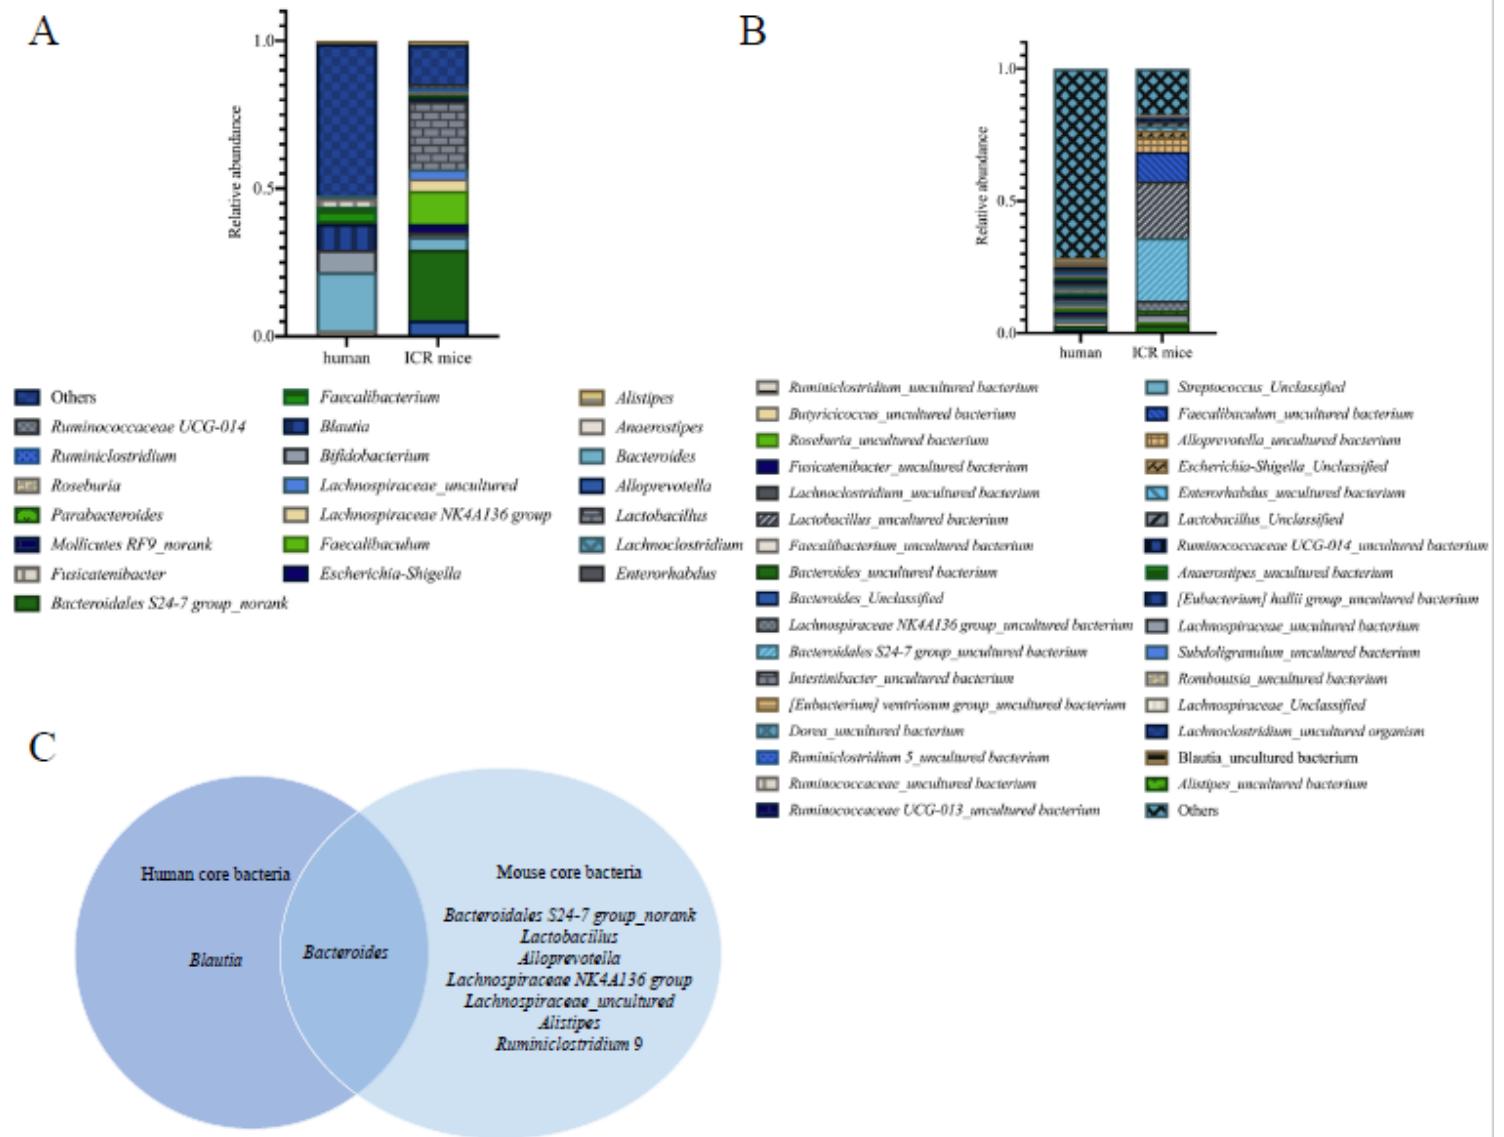 A
1.0
0.5
0.0
Relative abundance
human
ICR mice
Others
Ruminococcaceae UCG-014
Ruminiclostridium
Roseburia
Parabacteroides
Mollicutes RF9_norank
Fusicatenibacter
Bacteroidales S24-7 group_norank
Faecalibacterium
Blautia
Bifidobacterium
Lachnospiraceae_uncultured
Lachnospiraceae NK4A136 group
Faecalibaculum
Escherichia-Shigella
Alistipes
Anaerostipes
Bacteroides
Alloprevotella
Lactobacillus
Lachnoclostridium
Enterorhabdus
B
1.0
0.5
0.0
Relative abundance
human
ICR mice
Ruminiclostridium_uncultured bacterium
Butyricicoccus_uncultured bacterium
Roseburia_uncultured bacterium
Fusicatenibacter_uncultured bacterium
Lachnoclostridium_uncultured bacterium
Lactobacillus_uncultured bacterium
Faecalibacterium_uncultured bacterium
Bacteroides_uncultured bacterium
Bacteroides_Unclassified
Lachnospiraceae NK4A136 group_uncultured bacterium
Bacteroidales S24-7 group_uncultured bacterium
Intestinibacter_uncultured bacterium
[Eubacterium] ventriosum group_uncultured bacterium
Dorea_uncultured bacterium
Ruminiclostridium 5_uncultured bacterium
Ruminococcaceae_uncultured bacterium
Ruminococcaceae UCG-013_uncultured bacterium
Streptococcus_Unclassified
Faecalibaculum_uncultured bacterium
Alloprevotella_uncultured bacterium
Escherichia-Shigella_Unclassified
Enterorhabdus_uncultured bacterium
Lactobacillus_Unclassified
Ruminococcaceae UCG-014_uncultured bacterium
Anaerostipes_uncultured bacterium
[Eubacterium] hallii group_uncultured bacterium
Lachnospiraceae_uncultured bacterium
Subdoligranulum_uncultured bacterium
Romboutsia_uncultured bacterium
Lachnospiraceae_Unclassified
Lachnoclostridium_uncultured organism
Blautia_uncultured bacterium
Alistipes_uncultured bacterium
Others
C
Human core bacteria
Blautia
Bacteroides
Mouse core bacteria
Bacteroidales S24-7 group_norank
Lactobacillus
Alloprevotella
Lachnospiraceae NK4A136 group
Lachnospiraceae_uncultured
Alistipes
Ruminiclostridium 9